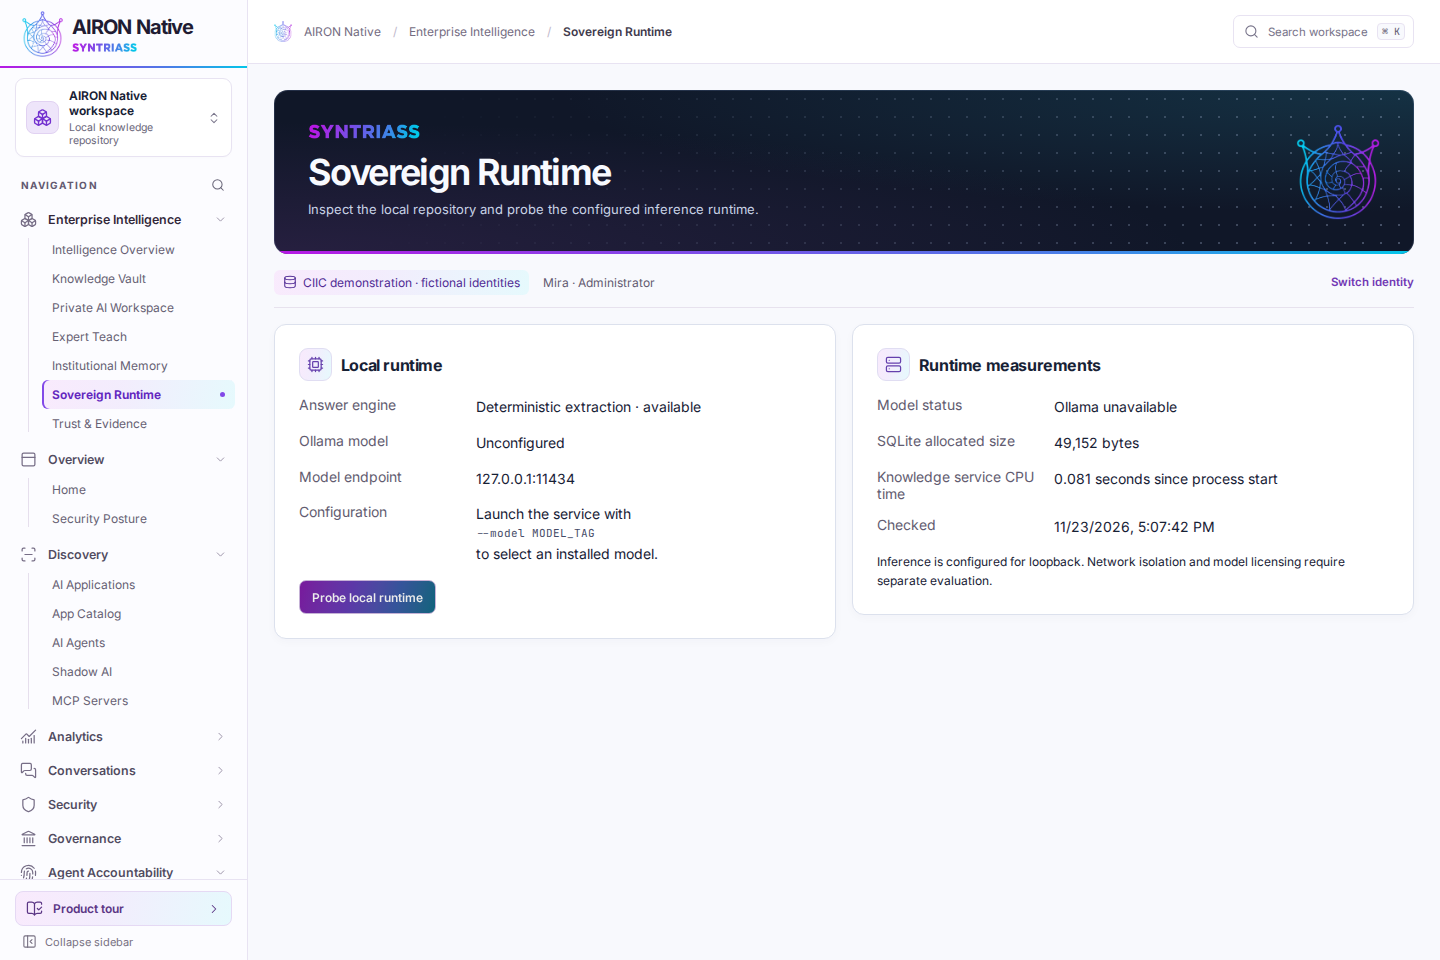 AIRON Native
SYNTRIASS
AIRON Native
workspace
Local knowledge
repository
NAVIGATION
Enterprise Intelligence
Intelligence Overview
Knowledge Vault
Private AI Workspace
Expert Teach
Institutional Memory
Sovereign Runtime
Trust & Evidence
Overview
Home
Security Posture
Discovery
AI Applications
App Catalog
AI Agents
Shadow AI
MCP Servers
Analytics
Conversations
Security
Governance
Agent Accountability
Product tour
Collapse sidebar
AIRON Native / Enterprise Intelligence / Sovereign Runtime
Search workspace ⌘ K
SYNTRIASS
Sovereign Runtime
Inspect the local repository and probe the configured inference runtime.
CIIC demonstration · fictional identities Mira · Administrator
Switch identity
Local runtime
Answer engine Deterministic extraction · available
Ollama model Unconfigured
Model endpoint 127.0.0.1:11434
Configuration Launch the service with
--model MODEL_TAG
to select an installed model.
Probe local runtime
Runtime measurements
Model status Ollama unavailable
SQLite allocated size 49,152 bytes
Knowledge service CPU 0.081 seconds since process start
time
Checked 11/23/2026, 5:07:42 PM
Inference is configured for loopback. Network isolation and model licensing require
separate evaluation.